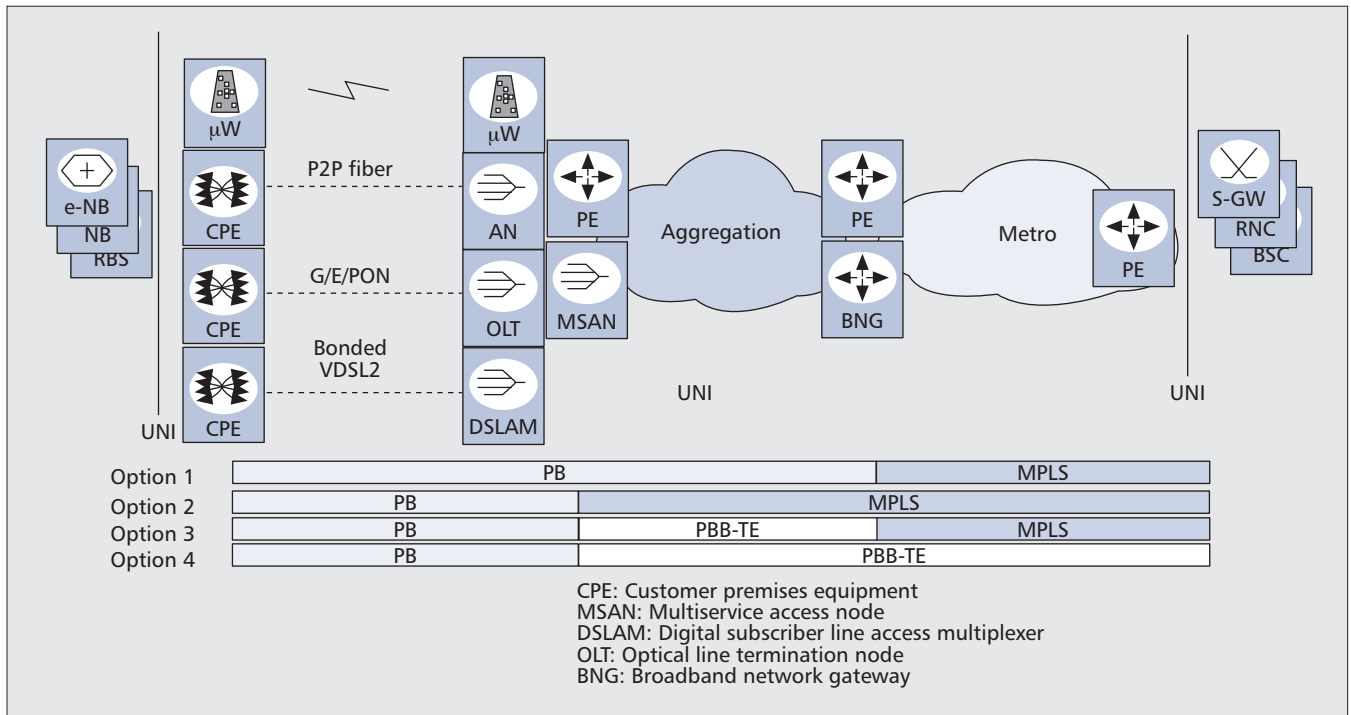 μW
μW
P2P fiber
e-NB
NB
RBS
CPE
AN
PE
Aggregation
PE
Metro
PE
S-GW
RNC
BSC
G/E/PON
CPE
OLT
MSAN
BNG
Bonded
VDSL2
CPE
DSLAM
UNI
UNI
UNI
Option 1 PB MPLS
Option 2 PB MPLS
Option 3 PB PBB-TE MPLS
Option 4 PB PBB-TE
CPE: Customer premises equipment
MSAN: Multiservice access node
DSLAM: Digital subscriber line access multiplexer
OLT: Optical line termination node
BNG: Broadband network gateway